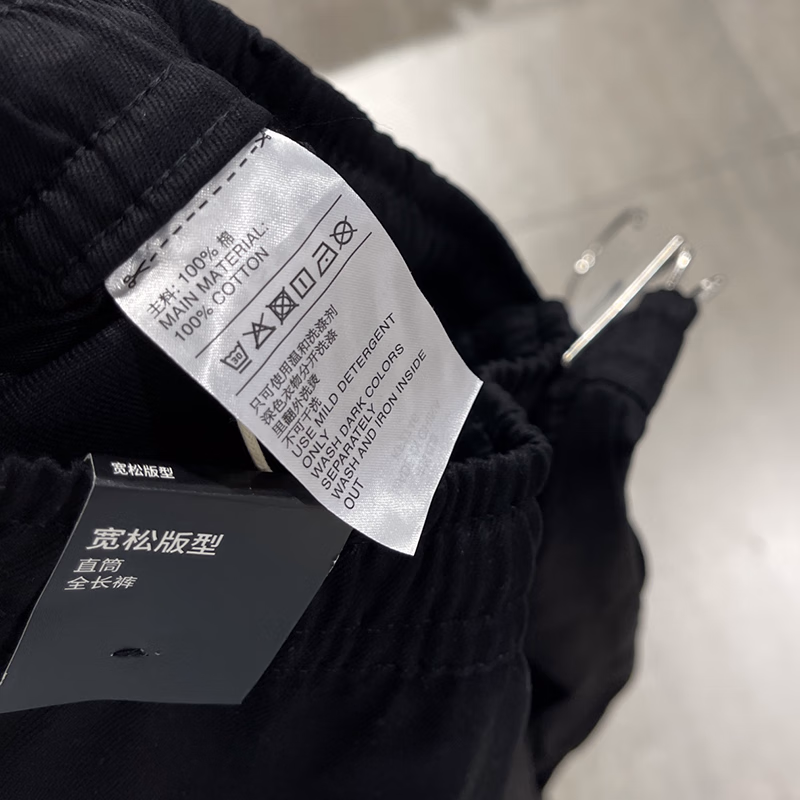 主料: 100% 棉
MAIN MATERIAL:
100% COTTON
30
只可使用温和洗涤剂
深色衣物分开洗涤
里翻外洗烫
不可干洗
USE MILD DETERGENT
ONLY
WASH DARK COLORS
SEPARATELY
WASH AND IRON INSIDE
OUT
宽松版型
宽松版型
直筒
全长裤